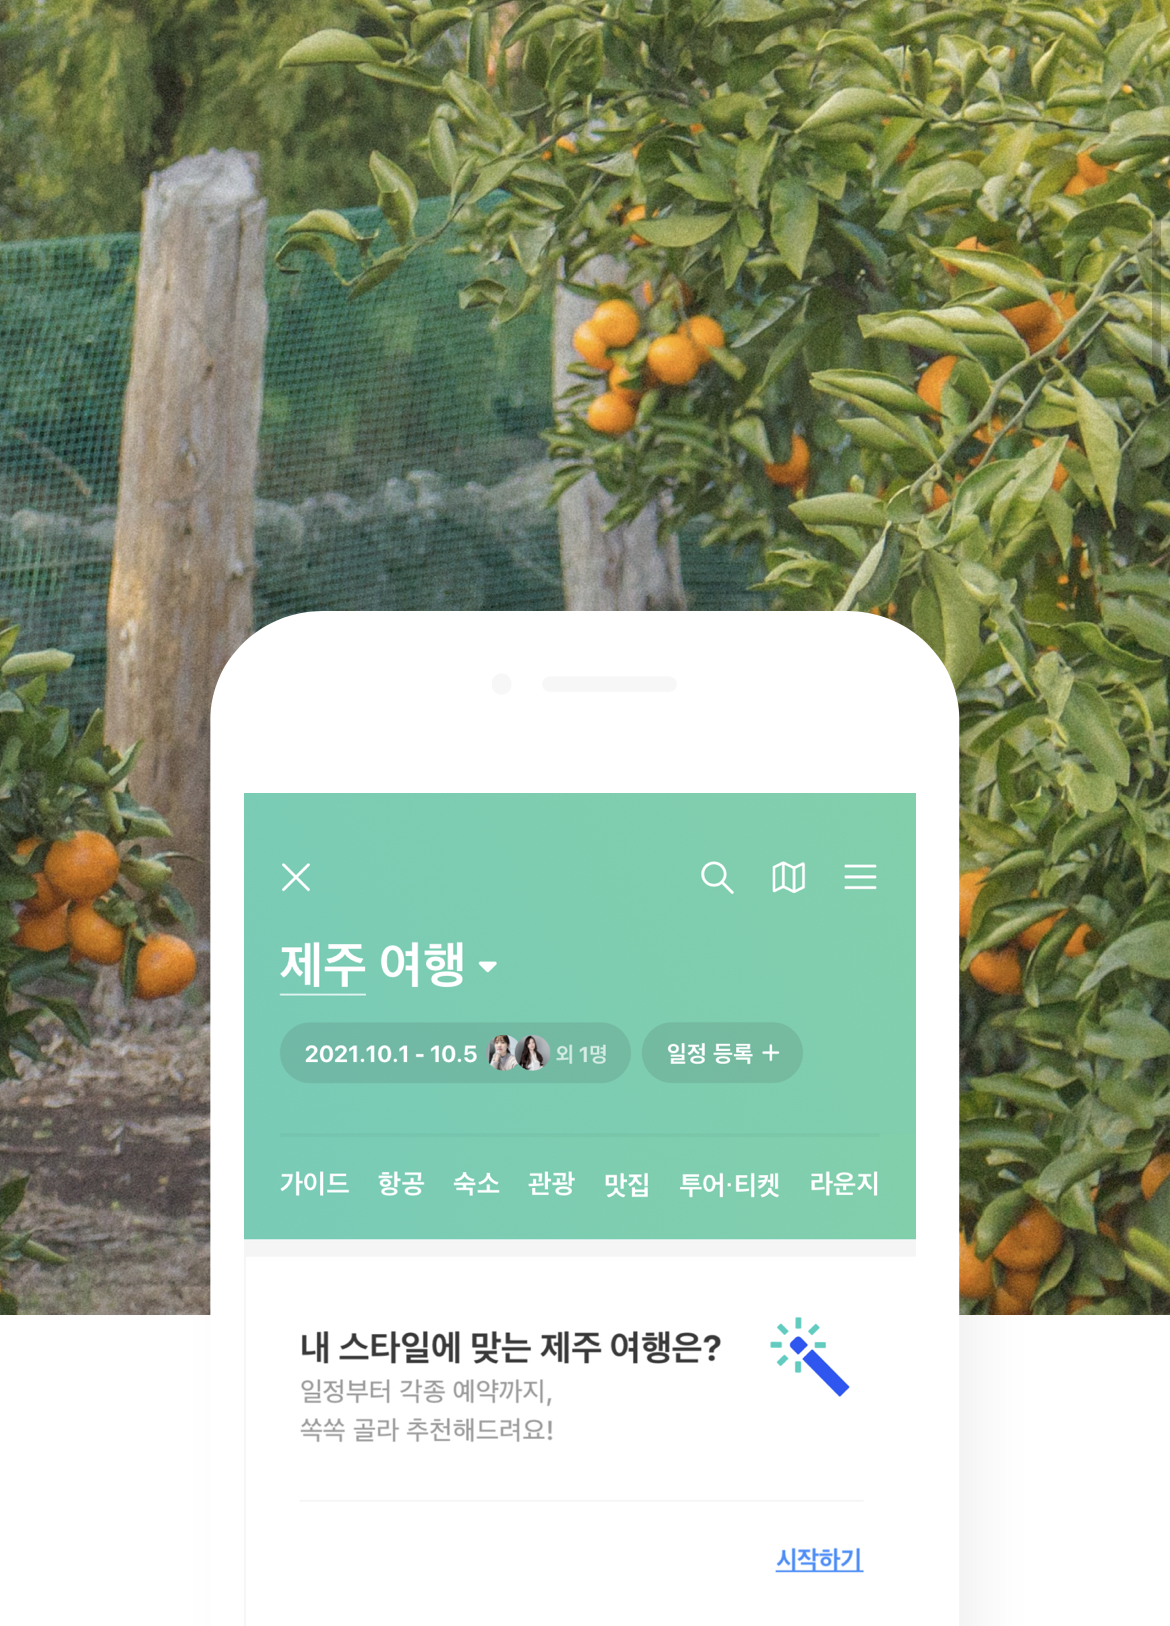 제주 여행
2021.10.1 - 10.5 외 1명 일정 등록 +
가이드 항공 숙소 관광 맛집 투어·티켓 라운지
내 스타일에 맞는 제주 여행은?
일정부터 각종 예약까지,
쏙쏙 골라 추천해드려요!
시작하기